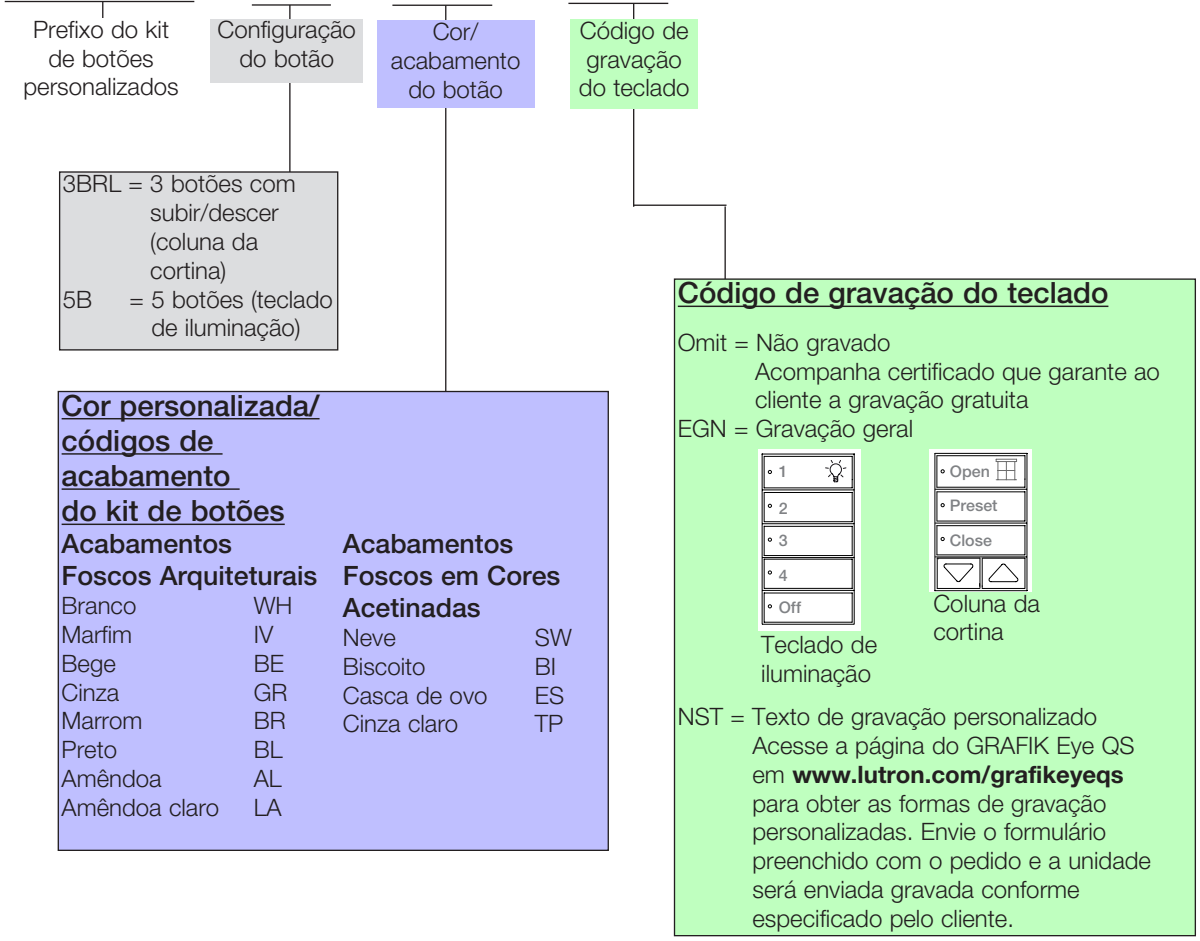 Prefixo do kit
de botões
personalizados
Configuração
do botão
Cor/
acabamento
do botão
Código de
gravação
do teclado
3BRL = 3 botões com
subir/descer
(coluna da
cortina)
5B = 5 botões (teclado
de iluminação)
Cor personalizada/
códigos de
acabamento
do kit de botões
Acabamentos
Foscos Arquiteturais
Branco WH
Marfim IV
Bege BE
Cinza GR
Marrom BR
Preto BL
Amêndoa AL
Amêndoa claro LA
Acabamentos
Foscos em Cores
Acetinadas
Neve SW
Biscoito BI
Casca de ovo ES
Cinza claro TP
Código de gravação do teclado
Omit = Não gravado
Acompanha certificado que garante ao
cliente a gravação gratuita
EGN = Gravação geral
1
2
3
4
Off
Teclado de
iluminação
Open
Preset
Close
Coluna da
cortina
NST = Texto de gravação personalizado
Acesse a página do GRAFIK Eye QS
em www.lutron.com/grafikeyeqs
para obter as formas de gravação
personalizadas. Envie o formulário
preenchido com o pedido e a unidade
será enviada gravada conforme
especificado pelo cliente.